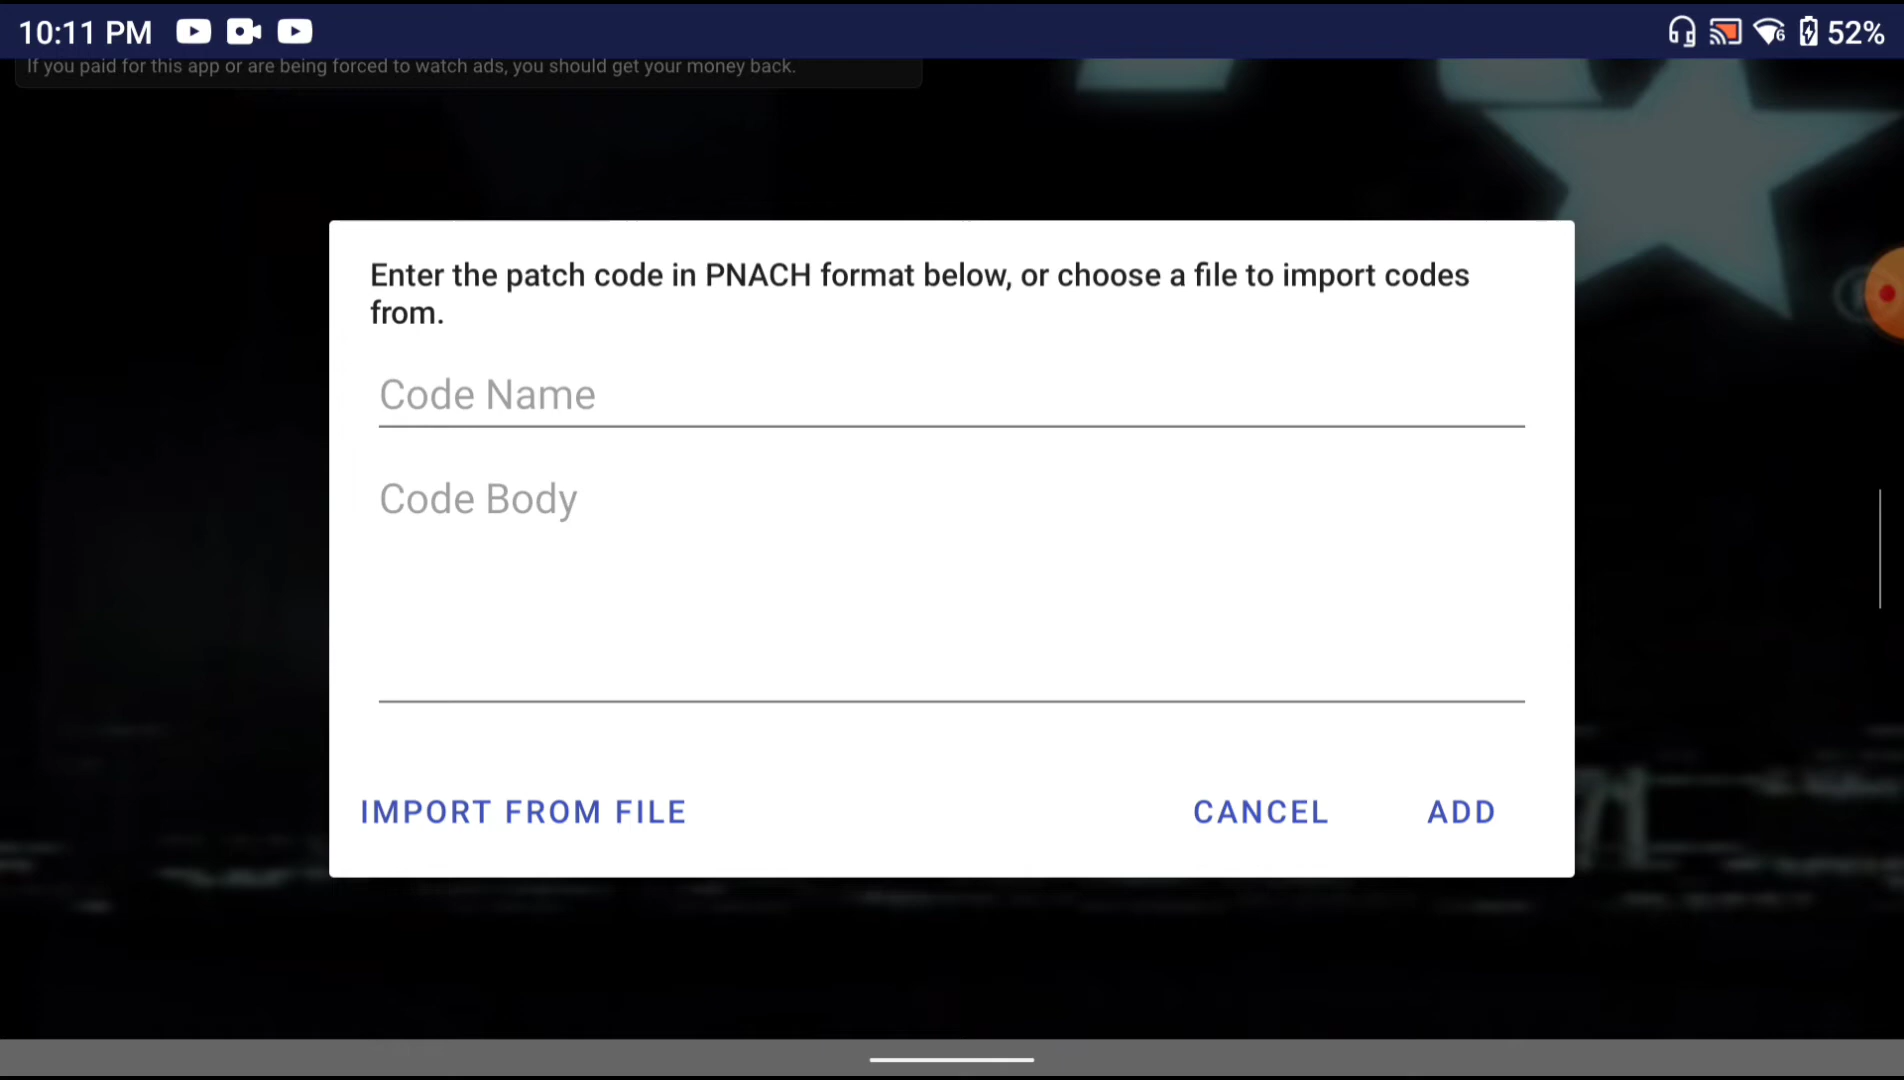 10:11 PM
6
52%
If you paid for this app or are being forced to watch ads, you should get your money back.
Enter the patch code in PNACH format below, or choose a file to import codes
from.
Code Name
Code Body
IMPORT FROM FILE
CANCEL
ADD